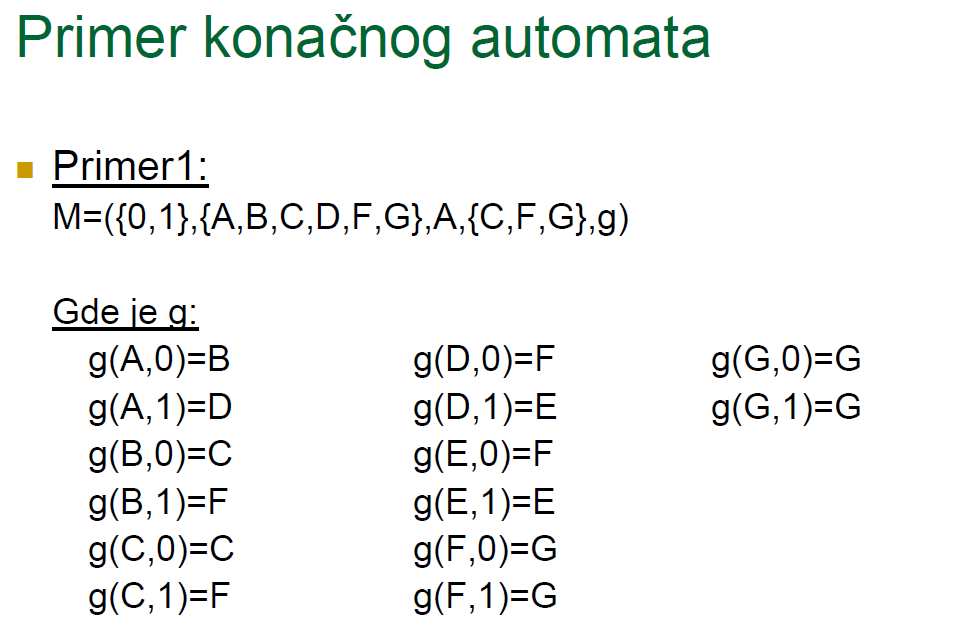 Primer konačnog automata
Primer1:
M=({0,1},{A,B,C,D,F,G},A,{C,F,G},g)
Gde je g:
g(A,0)=B
g(A,1)=D
g(B,0)=C
g(B,1)=F
g(C,0)=C
g(C,1)=F
g(D,0)=F
g(D,1)=E
g(E,0)=F
g(E,1)=E
g(F,0)=G
g(F,1)=G
g(G,0)=G
g(G,1)=G